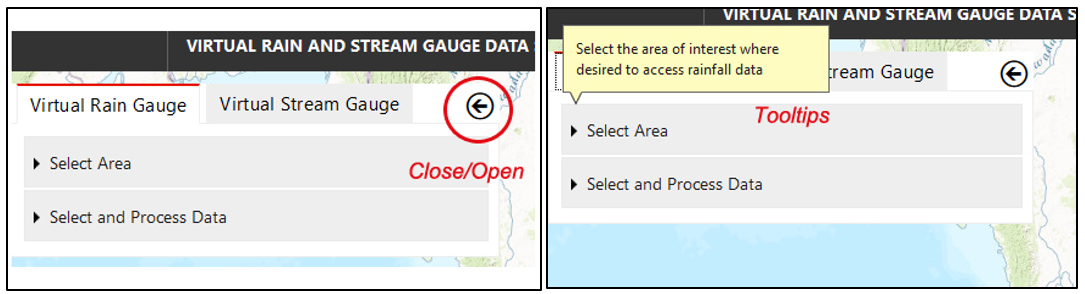 VIRTUAL RAIN AND STREAM GAUGE DATA
Virtual Rain Gauge
Virtual Stream Gauge
Select Area
Close/Open
Select and Process Data
VIRTUAL RAIN AND STREAM GAUGE DATA S
Select the area of interest where
desired to access rainfall data
ream Gauge
Tooltips
Select Area
Select and Process Data